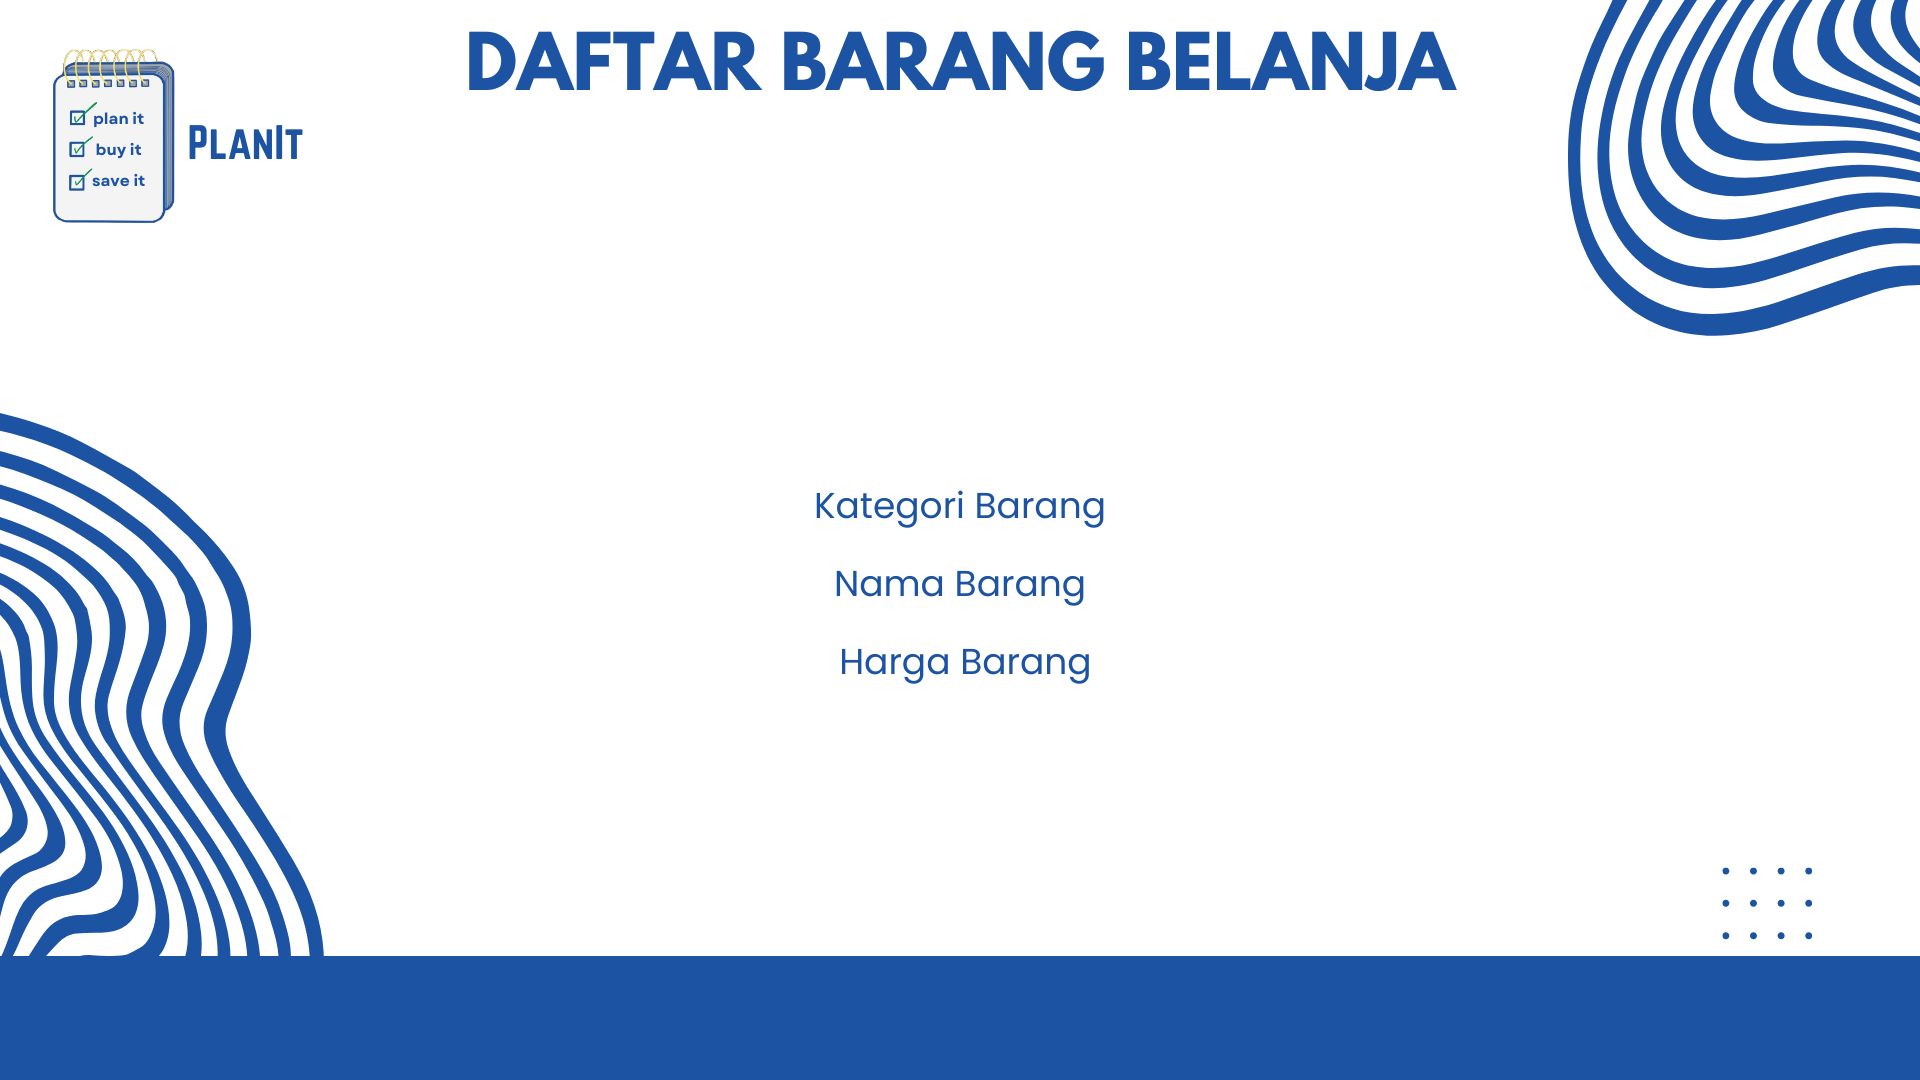 DAFTAR BARANG BELANJA
plan it
buy it
save it
PLANIT
Kategori Barang
Nama Barang
Harga Barang